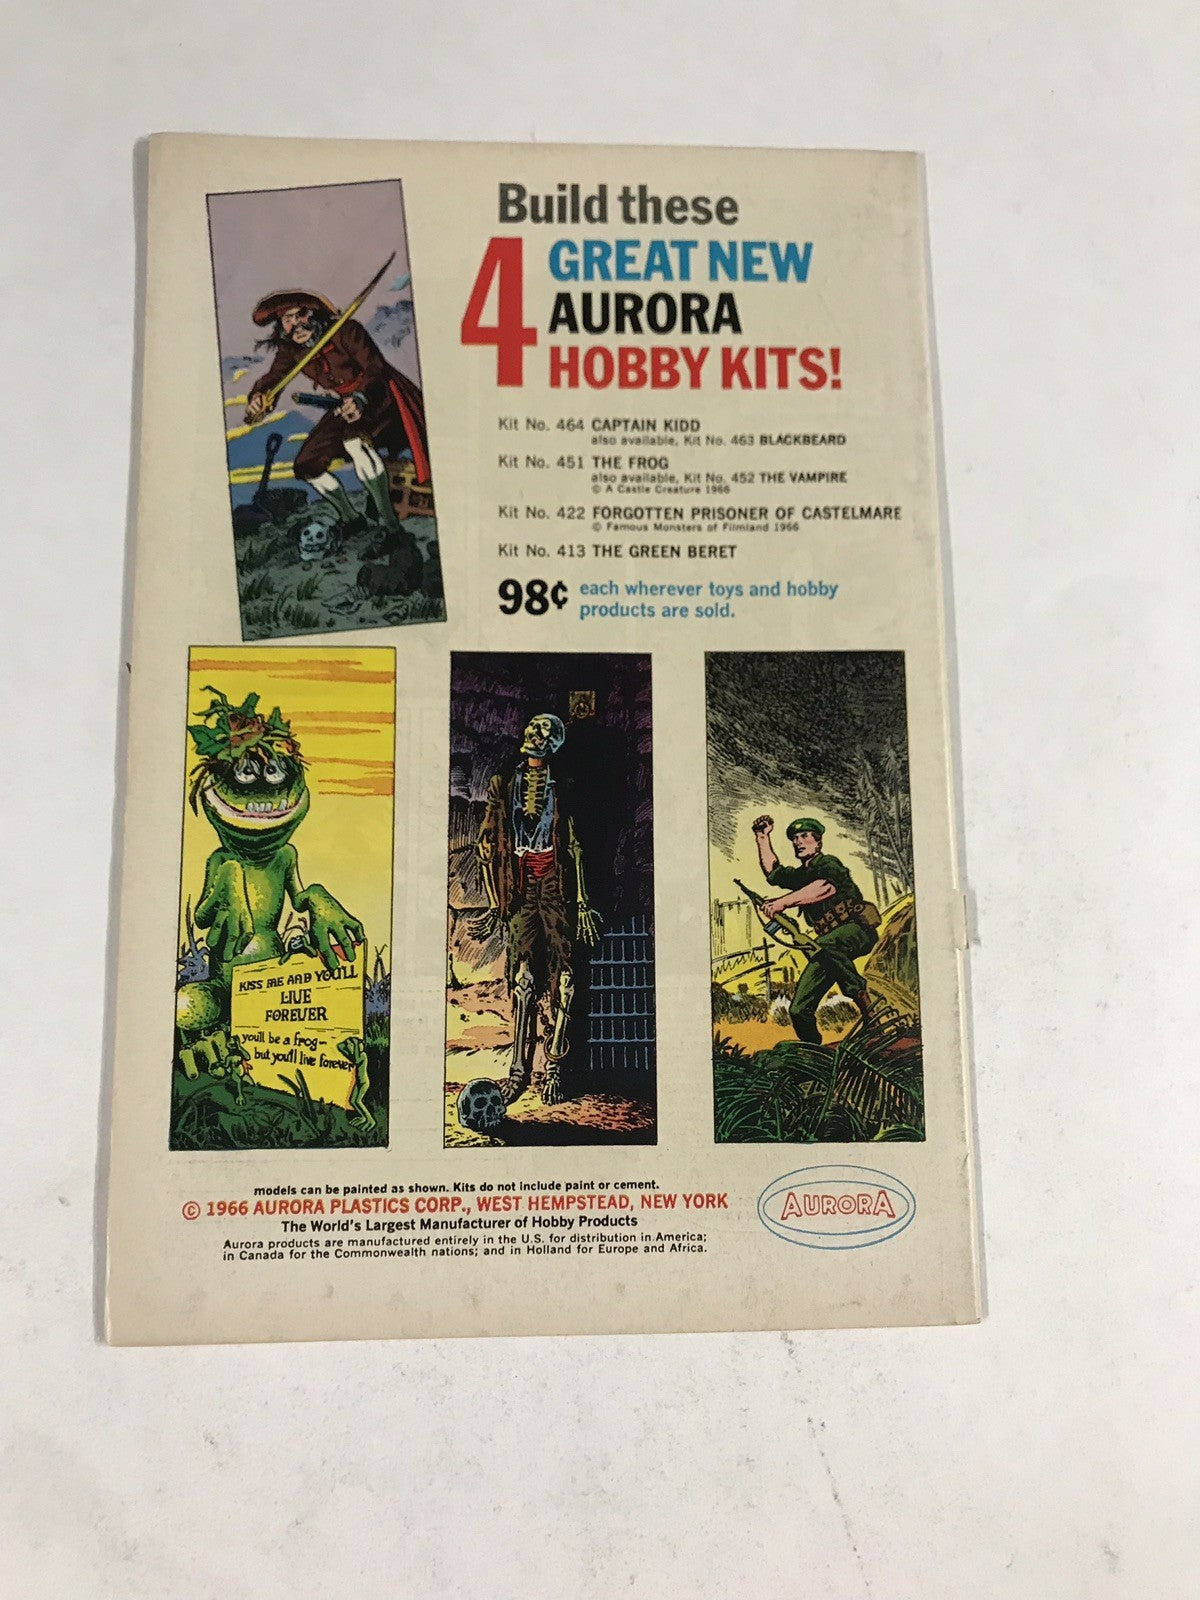 Build these
4 GREAT NEW
AURORA
HOBBY KITS!
Kit No. 464 CAPTAIN KIDD
also available, Kit No. 463 BLACKBEARD
Kit No. 451 THE FROG
also available, Kit No. 452 THE VAMPIRE
© A Castle Creature 1966
Kit No. 422 FORGOTTEN PRISONER OF CASTELMARE
© Famous Monsters of Filmland 1966
Kit No. 413 THE GREEN BERET
98¢ each wherever toys and hobby
products are sold.
KISS ME AND YOU'LL
LIVE
FOREVER
you'll be a frog-
but you'll live forever
models can be painted as shown. Kits do not include paint or cement.
© 1966 AURORA PLASTICS CORP., WEST HEMPSTEAD, NEW YORK
The World's Largest Manufacturer of Hobby Products
Aurora products are manufactured entirely in the U.S. for distribution in America;
in Canada for the Commonwealth nations; and in Holland for Europe and Africa.
AURORA